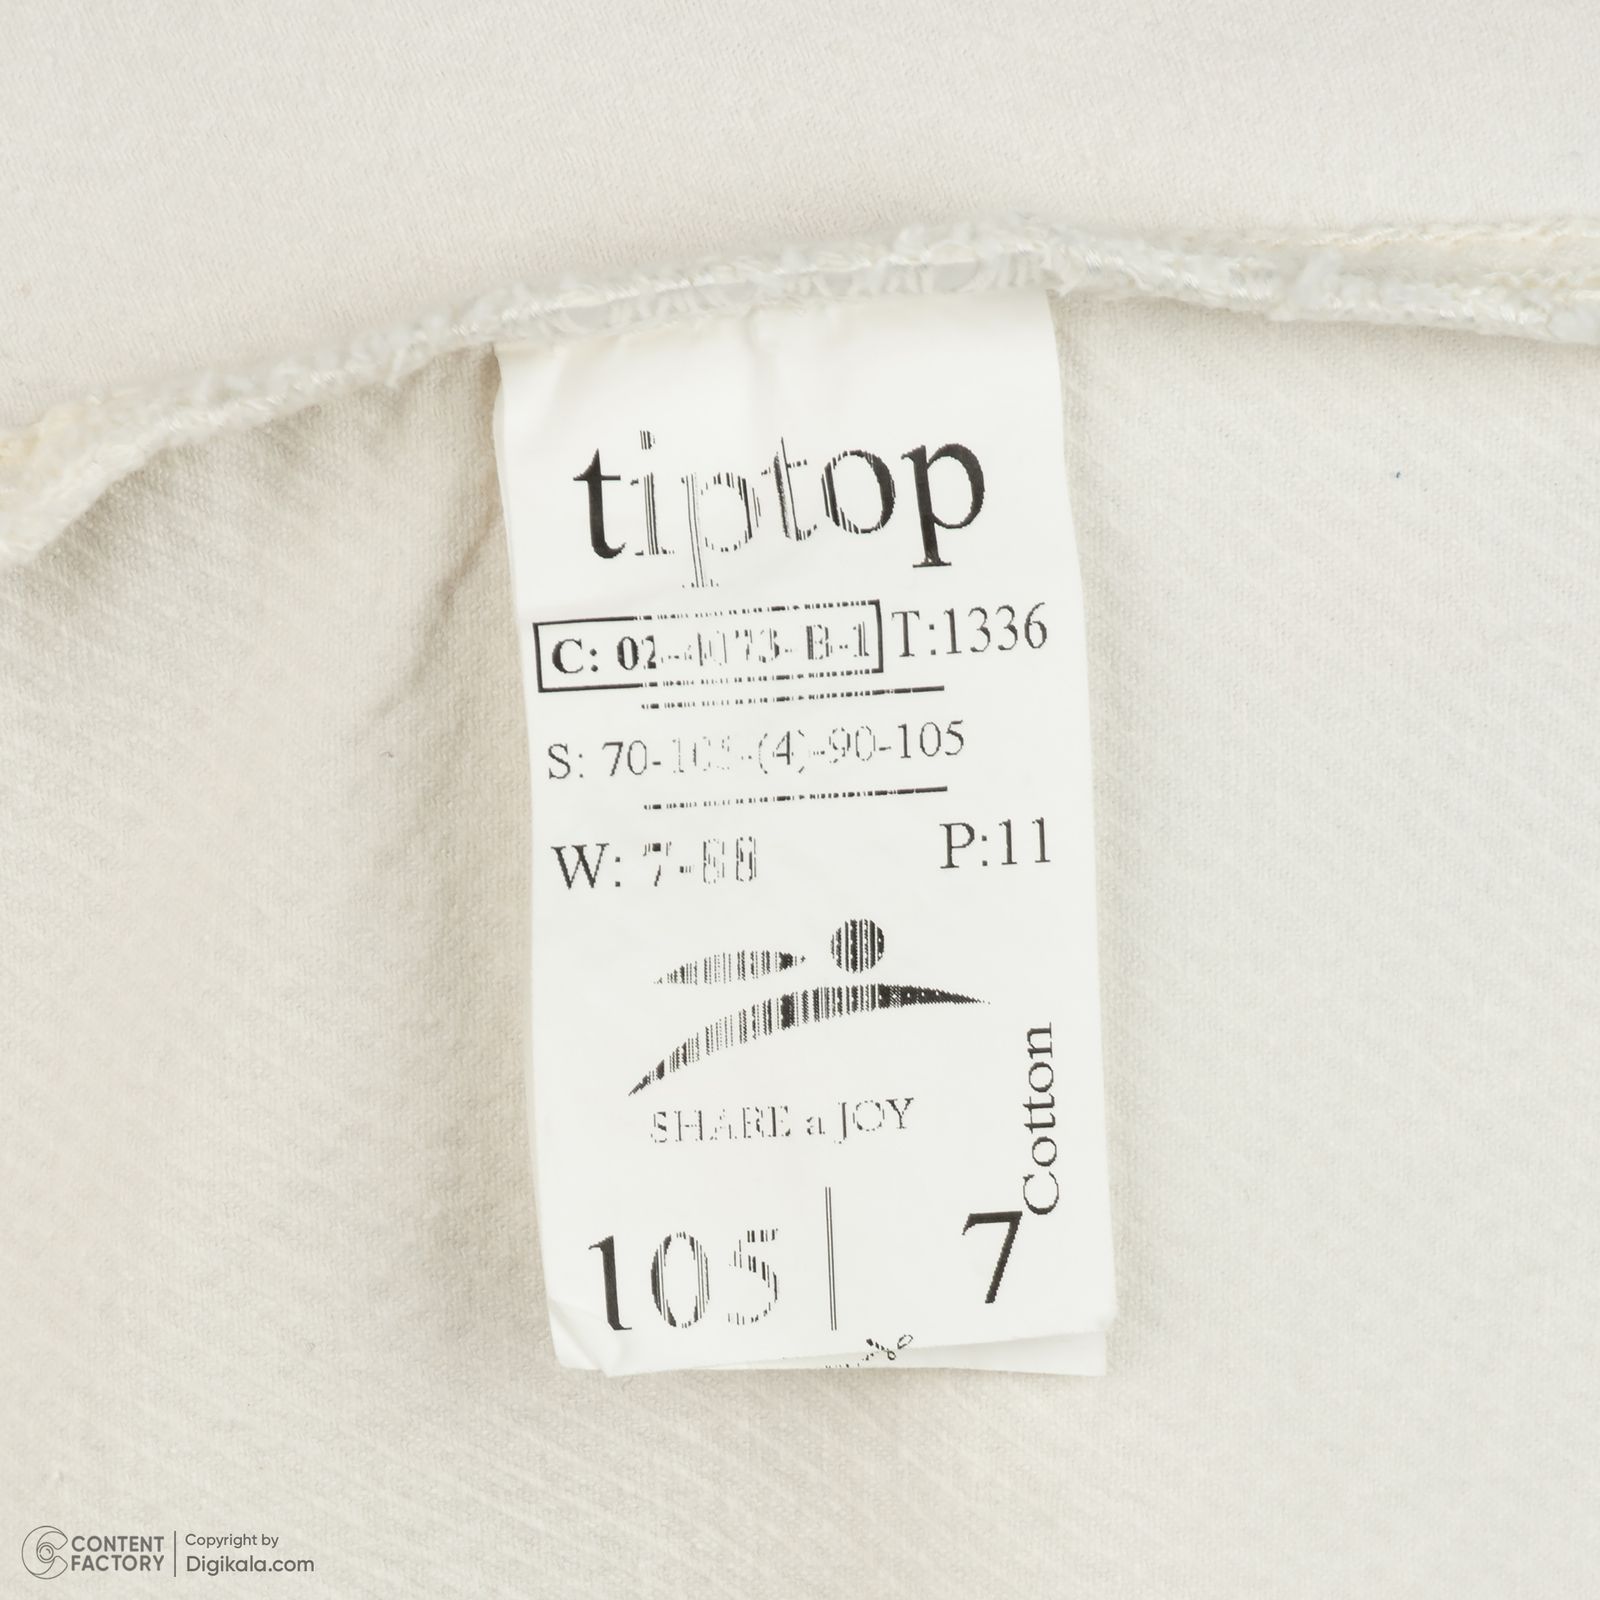 tiptop
C: 02-4073-B-1 T:1336
S: 70-105-(4)-90-105
W: 7-88 P:11
SHARE a JOY
Cotton
105 7
CONTENT FACTORY
Copyright by
Digikala.com